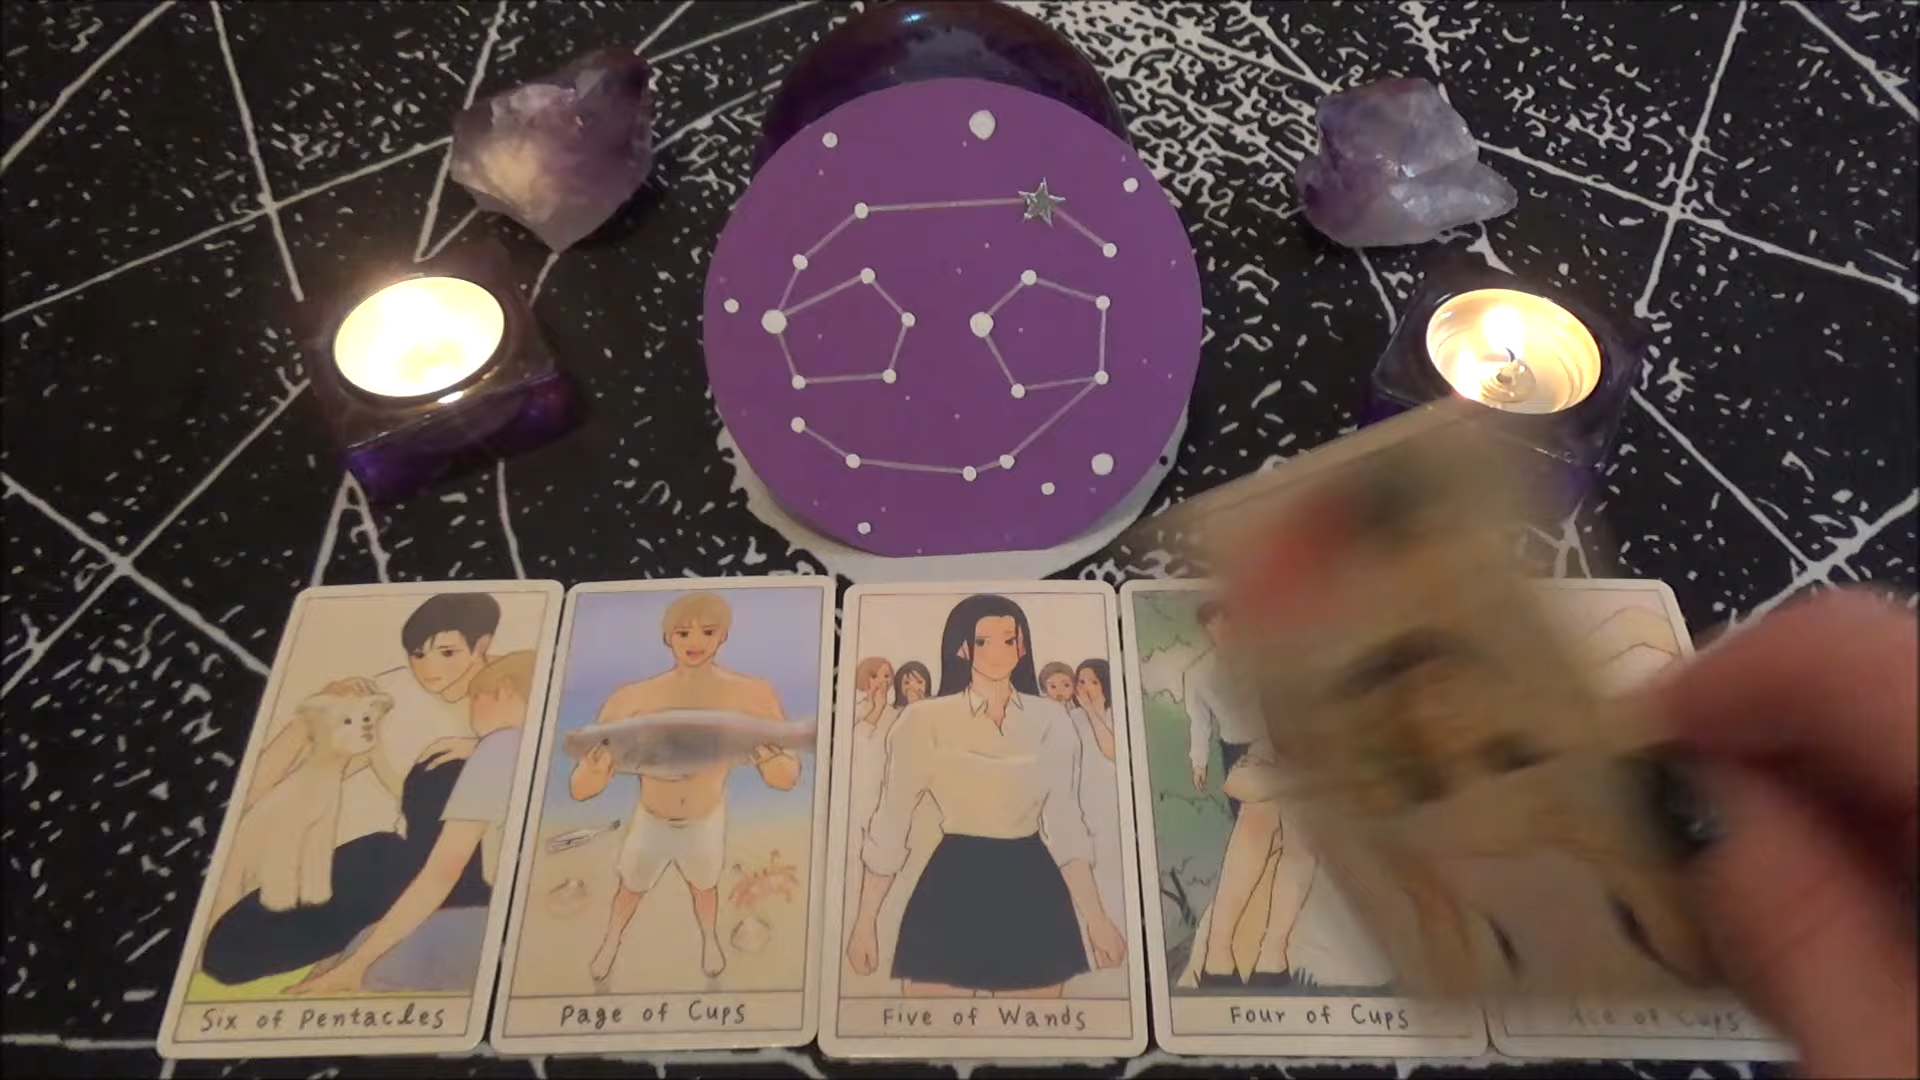 Six of Pentacles
Page of Cups
Five of Wands
Four of Cups
Ace of Cups